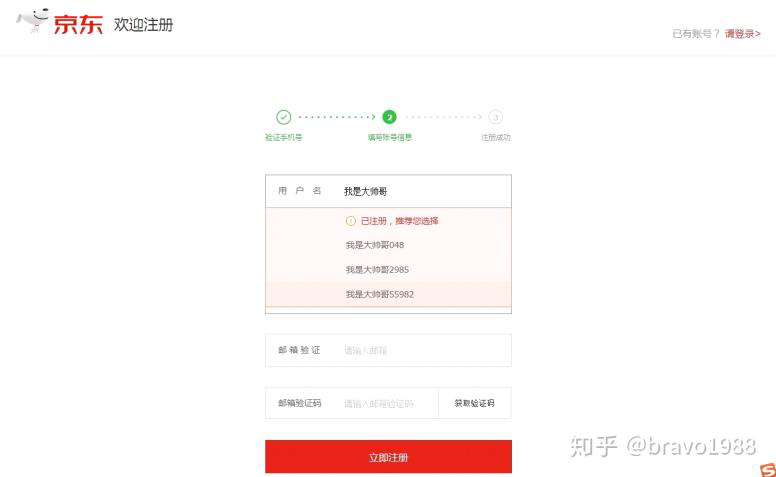 京东 欢迎注册
已有账号？ 请登录>
2 3
验证手机号 填写账号信息 注册成功
用 户 名 我是大帅哥
已注册，推荐您选择
我是大帅哥048
我是大帅哥2985
我是大帅哥55982
邮 箱 验 证 请输入邮箱
邮箱验证码 请输入邮箱验证码 获取验证码
立即注册
知乎 @bravo1988
S